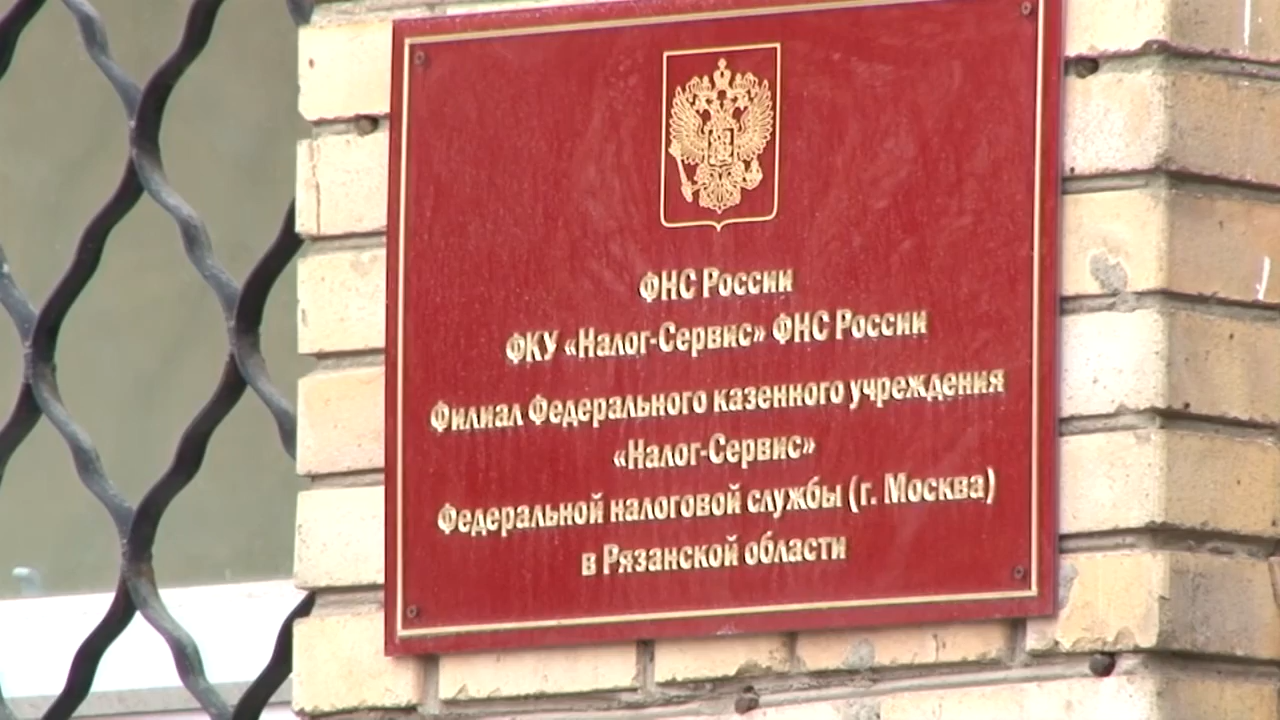 ФНС России
ФКУ «Налог-Сервис» ФНС России
Филиал Федерального казенного учреждения
«Налог-Сервис»
Федеральной налоговой службы (г. Москва)
в Рязанской области